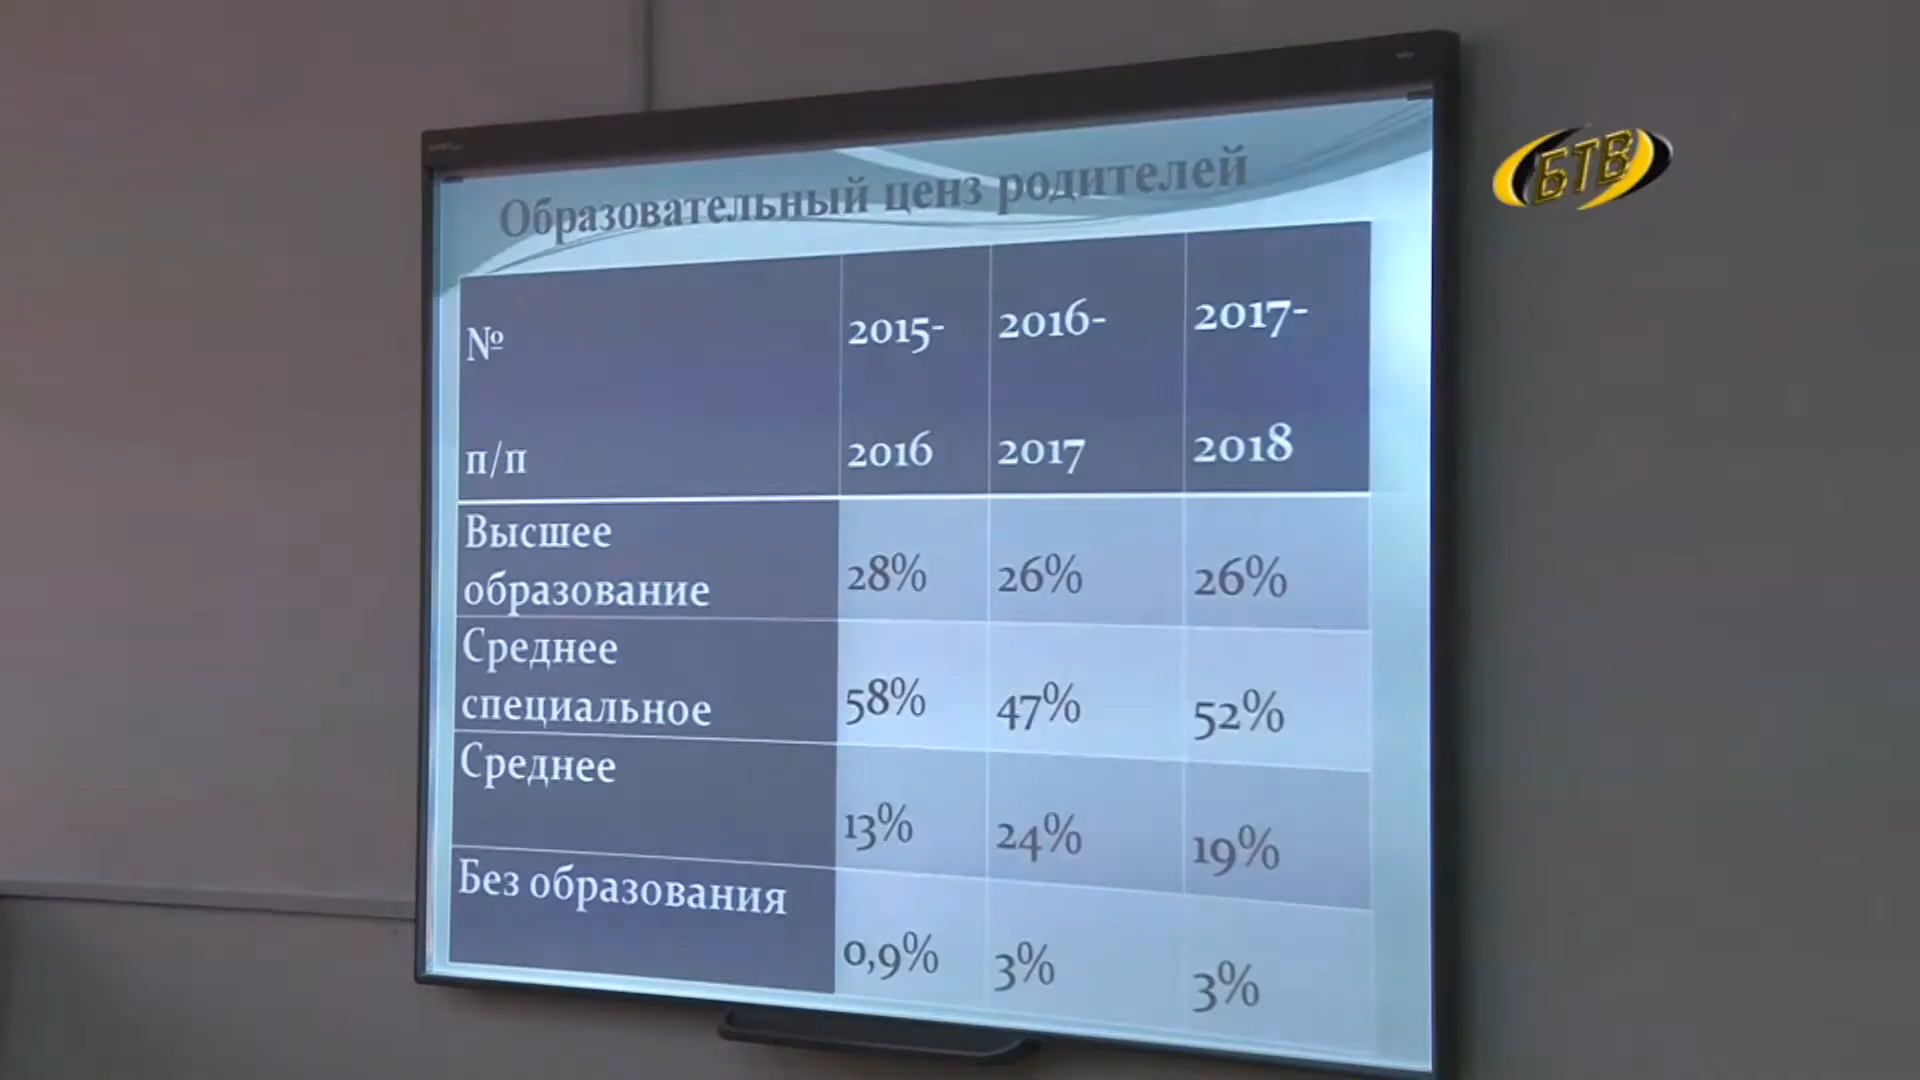 БТВ
Образовательный ценз родителей
№ 2015- 2016- 2017-
п/п 2016 2017 2018
Высшее
образование 28% 26% 26%
Среднее
специальное 58% 47% 52%
Среднее
13% 24% 19%
Без образования
0,9% 3% 3%